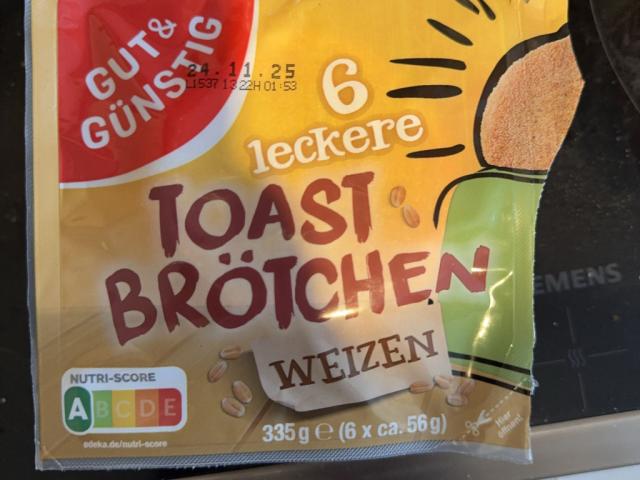 GUT&
GÜNSTIG
24.11.25
L1537 13 22H 01:53
6
leckere
TOAST
BRÖTCHEN
WEIZEN
NUTRI-SCORE
A B C D E
edeka.de/nutri-score
335g ℮ (6 x ca. 56g)
Hier
öffnen!
EMENS